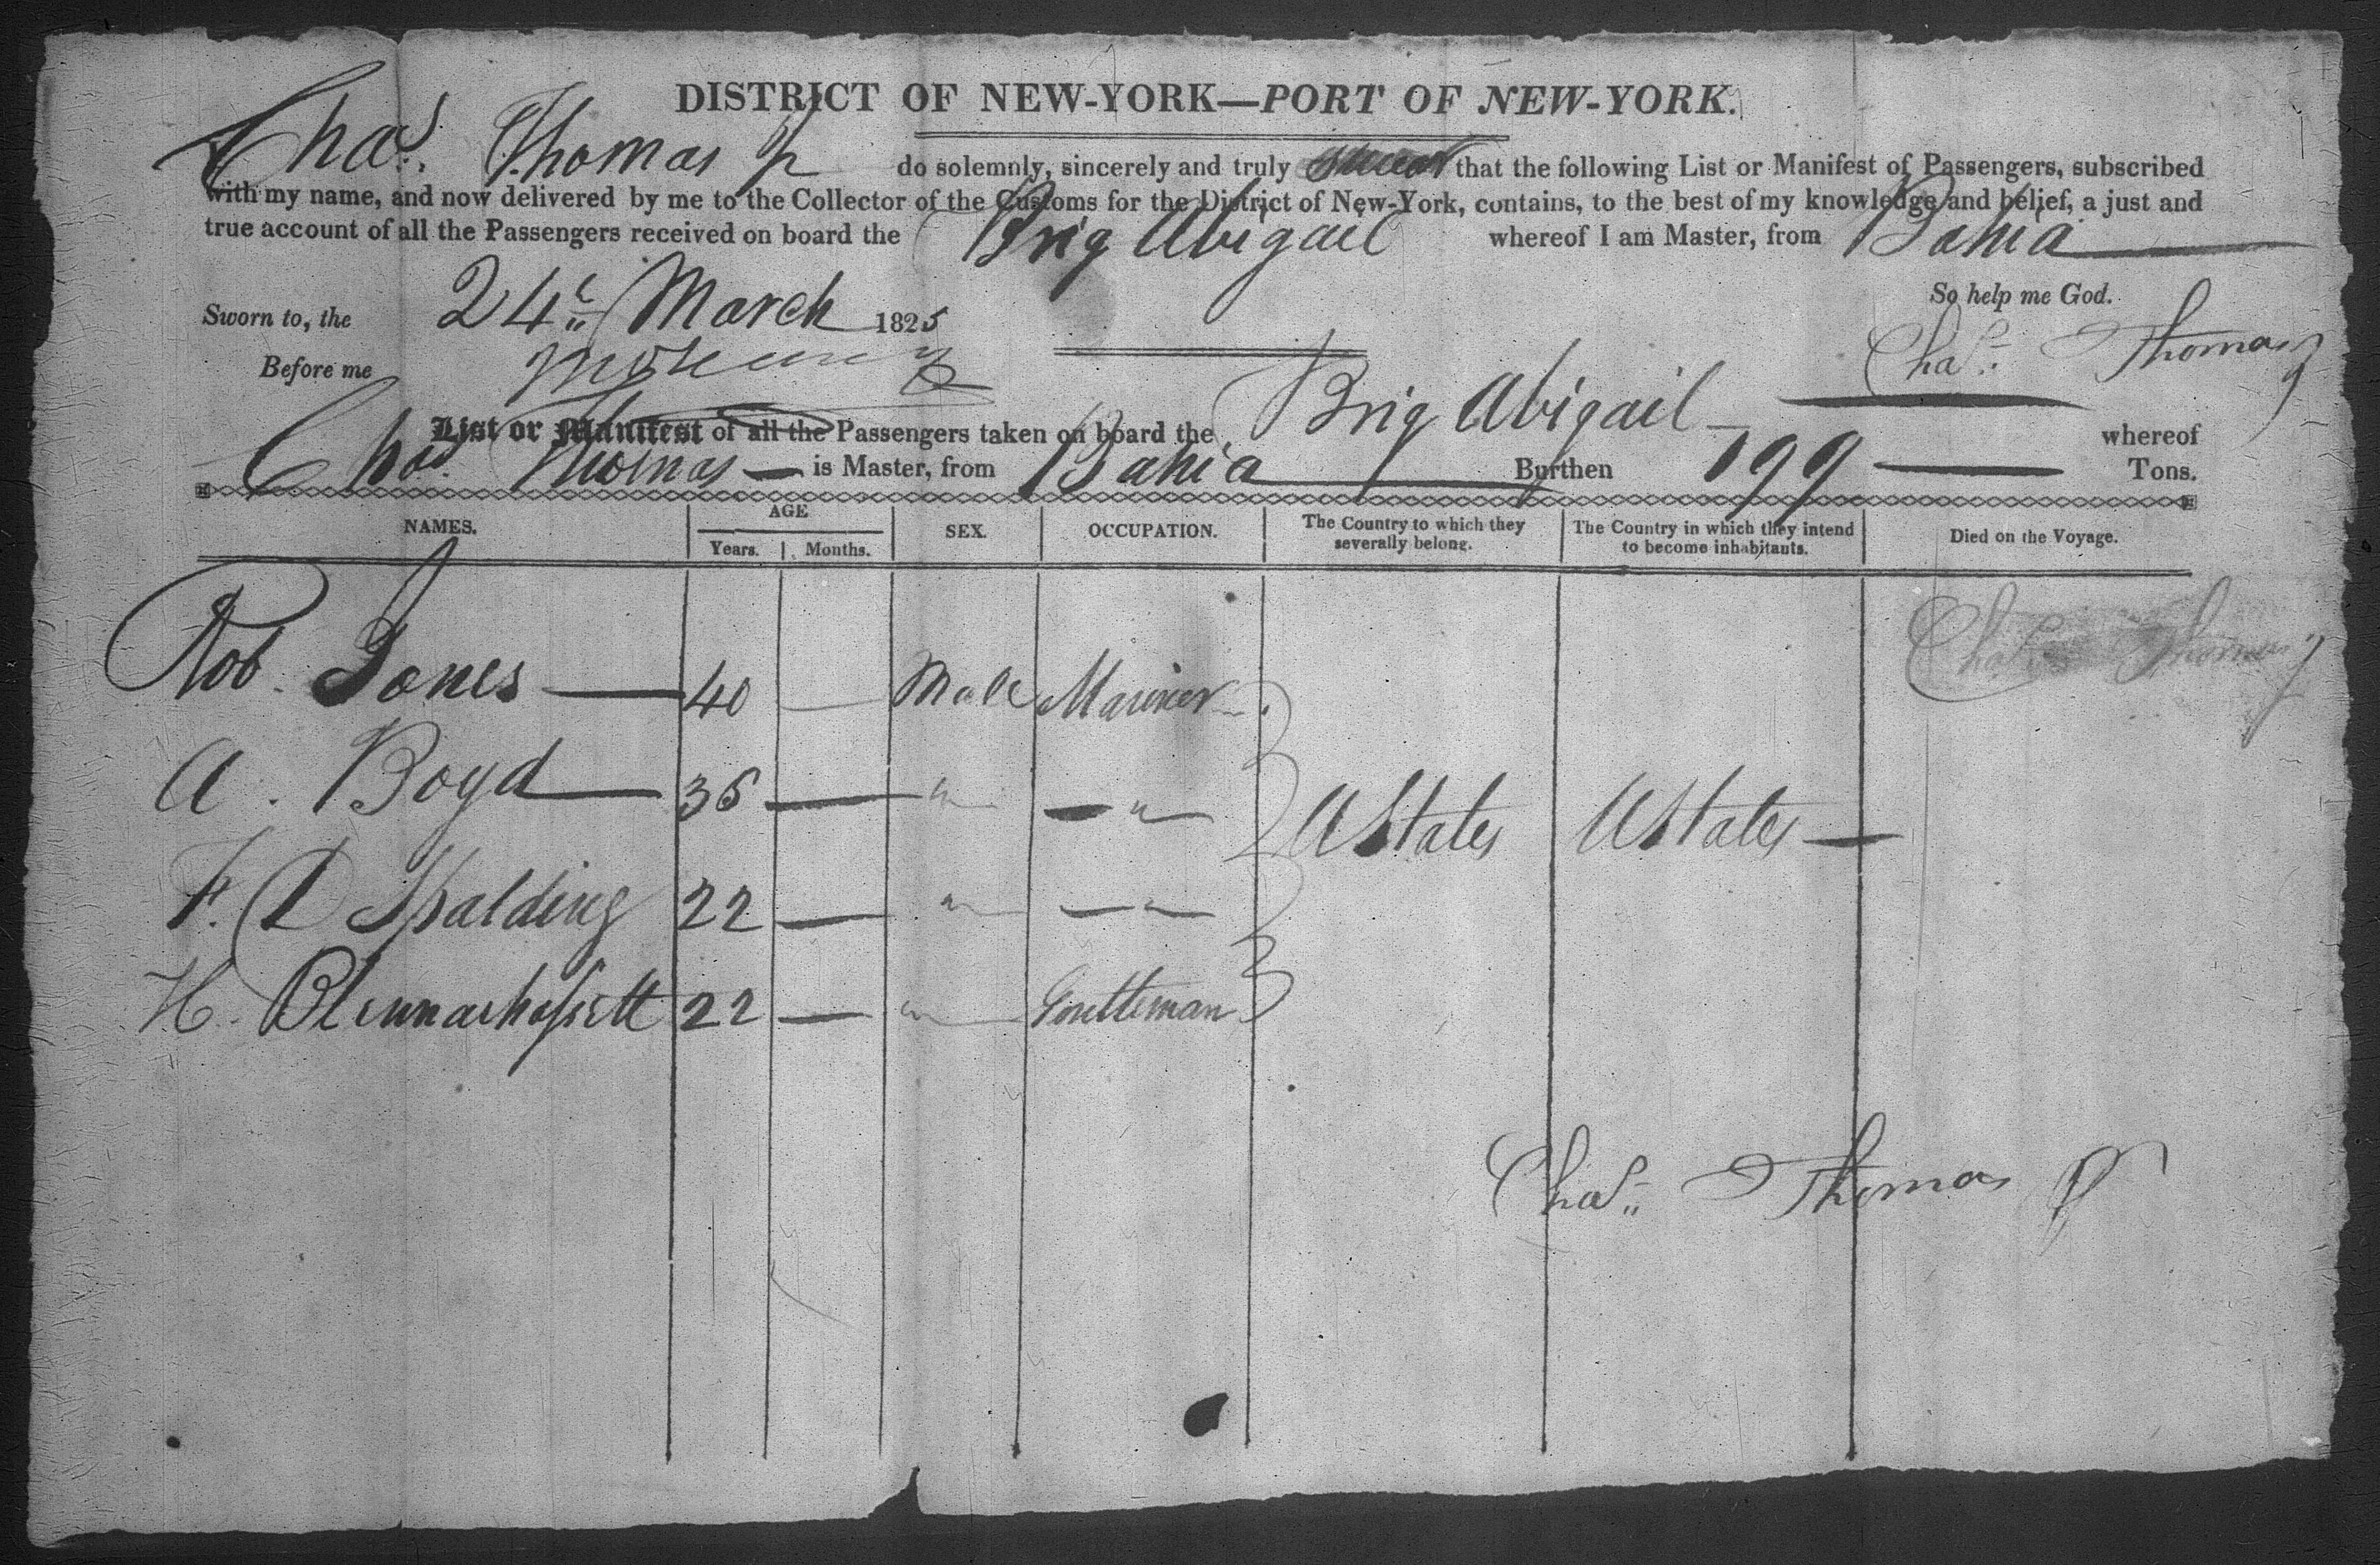 DISTRICT OF NEW-YORK—PORT OF NEW-YORK.
Chas. Thomas Jr do solemnly, sincerely and truly swear that the following List or Manifest of Passengers, subscribed
with my name, and now delivered by me to the Collector of the Customs for the District of New-York, contains, to the best of my knowledge and belief, a just and
true account of all the Passengers received on board the Brig Abigail whereof I am Master, from Bahia
So help me God.
Sworn to, the 24th March 1825
Chas. Thomas
Before me
List or Manifest of all the Passengers taken on board the Brig Abigail — whereof
Chas. Thomas — is Master, from Bahia Burthen 199 — Tons.
NAMES. AGE SEX. OCCUPATION. The Country to which they severally belong. The Country in which they intend to become inhabitants. Died on the Voyage.
Years. Months.
Chas. Thomas
Rob. Jones — 40 — Male Mariner
A. Boyd — 36 — " — " —
UStates UStates —
F. D Spalding 22 — " — " —
H. Blennarhassett 22 — " Gentleman
Chas. Thomas Jr